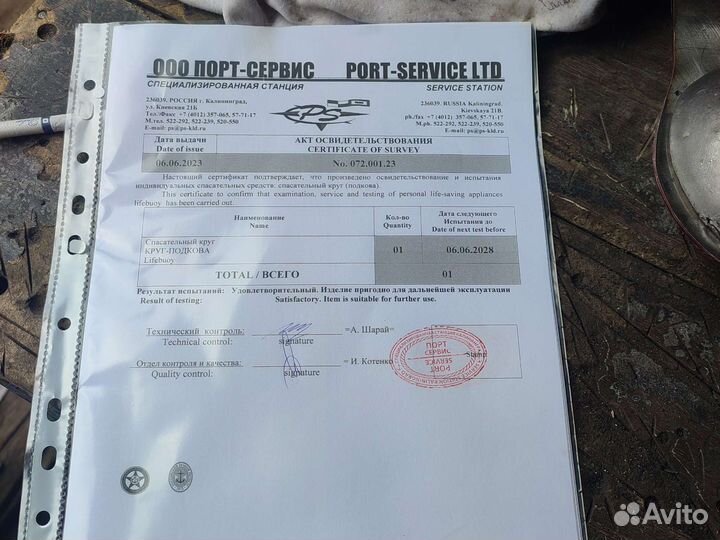 ООО ПОРТ-СЕРВИС PORT-SERVICE LTD
СПЕЦИАЛИЗИРОВАННАЯ СТАНЦИЯ SERVICE STATION
236039, РОССИЯ г. Калининград,
ул. Киевская 21Б
Тел./Факс +7 (4012) 357-065, 57-71-17
М.тел. 522-292, 522-239, 520-550
E-mail: ps@ps-kld.ru
PS
236039. RUSSIA Kaliningrad.
Kievskaya 21B.
ph./fax +7 (4012) 357-065, 57-71-17
M.ph. 522-292, 522-239, 520-550
E-mail: ps@ps-kld.ru
Дата выдачи АКТ ОСВИДЕТЕЛЬСТВОВАНИЯ
Date of issue CERTIFICATE OF SURVEY
06.06.2023 No. 072.001.23
Настоящий сертификат подтверждает, что произведено освидетельствование и испытания
индивидуальных спасательных средств: спасательный круг (подкова).
This certificate to confirm that examination, service and testing of personal life-saving appliances
lifebuoy has been carried out.
Наименование Кол-во Дата следующего
Name Quantity Испытания до
Date of next test before
Спасательный круг
КРУГ-ПОДКОВА 01 06.06.2028
Lifebuoy
TOTAL / ВСЕГО 01
Результат испытаний: Удовлетворительный. Изделие пригодно для дальнейшей эксплуатации
Result of testing: Satisfactory. Item is suitable for further use.
Технический контроль: =А. Шарай=
Technical control: signature
Отдел контроля и качества: = И. Котенко
Quality control: signature
Stamp
ПОРТ
СЕРВИС
PORT
SERVICE
Avito